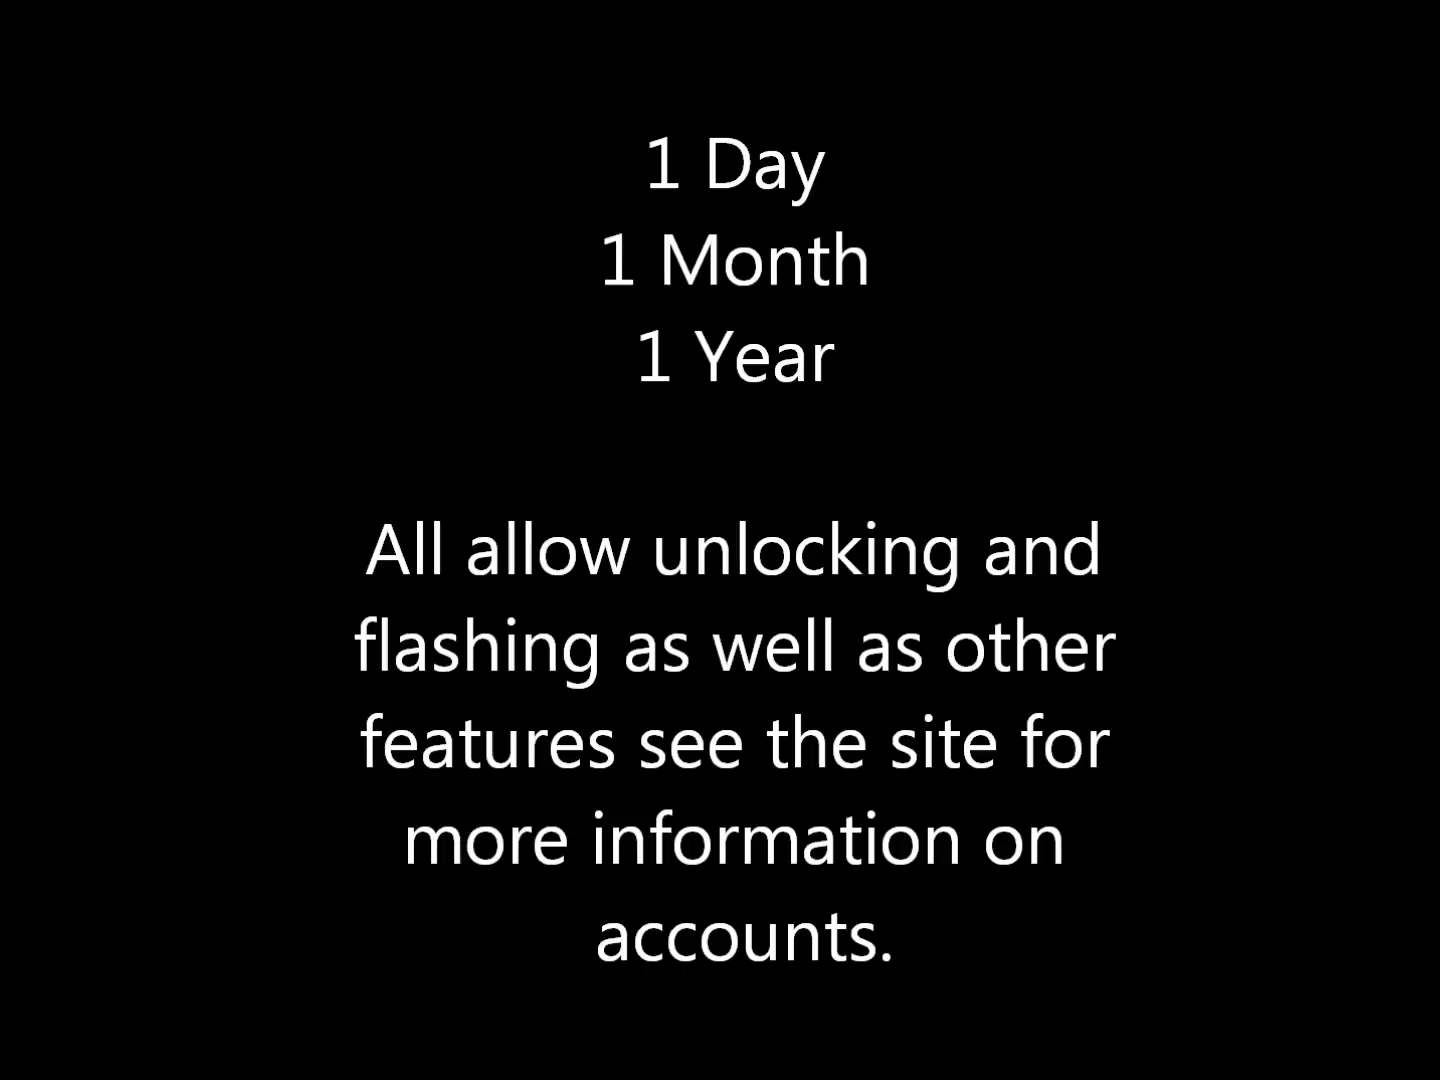 1 Day
1 Month
1 Year
All allow unlocking and
flashing as well as other
features see the site for
more information on
accounts.